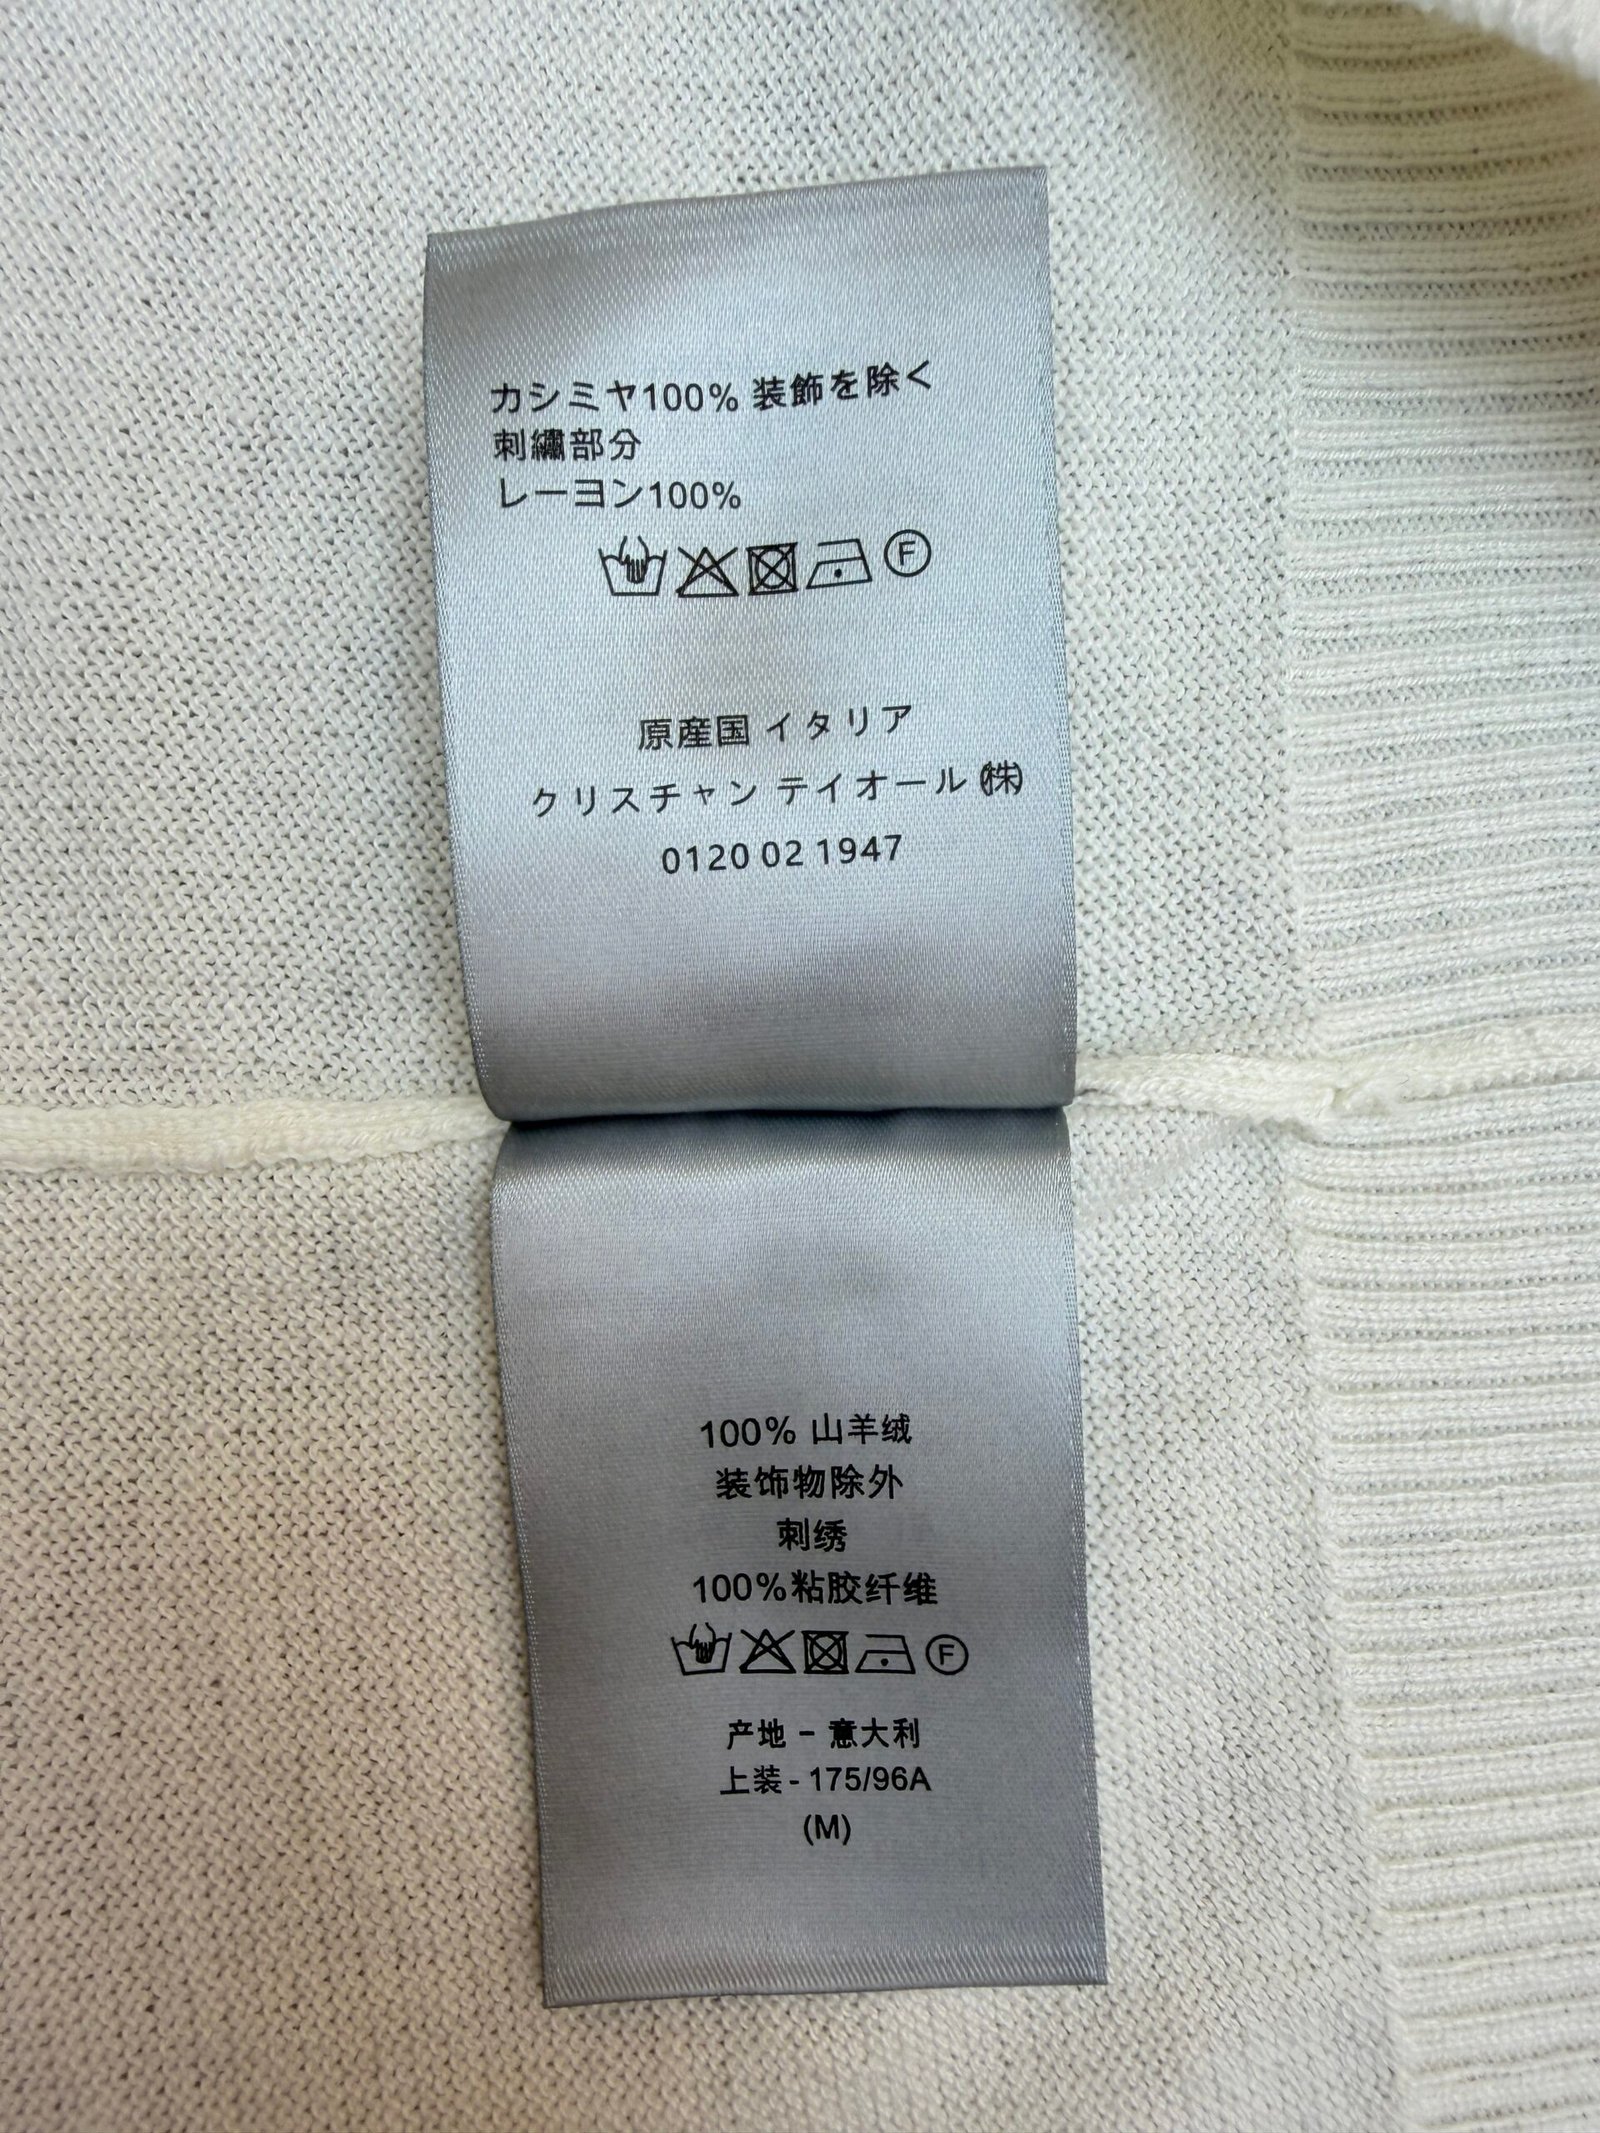 カシミヤ100% 装飾を除く
刺繍部分
レーヨン100%
F
原産国 イタリア
クリスチャン テイオール ㈱
0120 02 1947
100% 山羊绒
装饰物除外
刺绣
100%粘胶纤维
F
产地 – 意大利
上装 - 175/96A
(M)